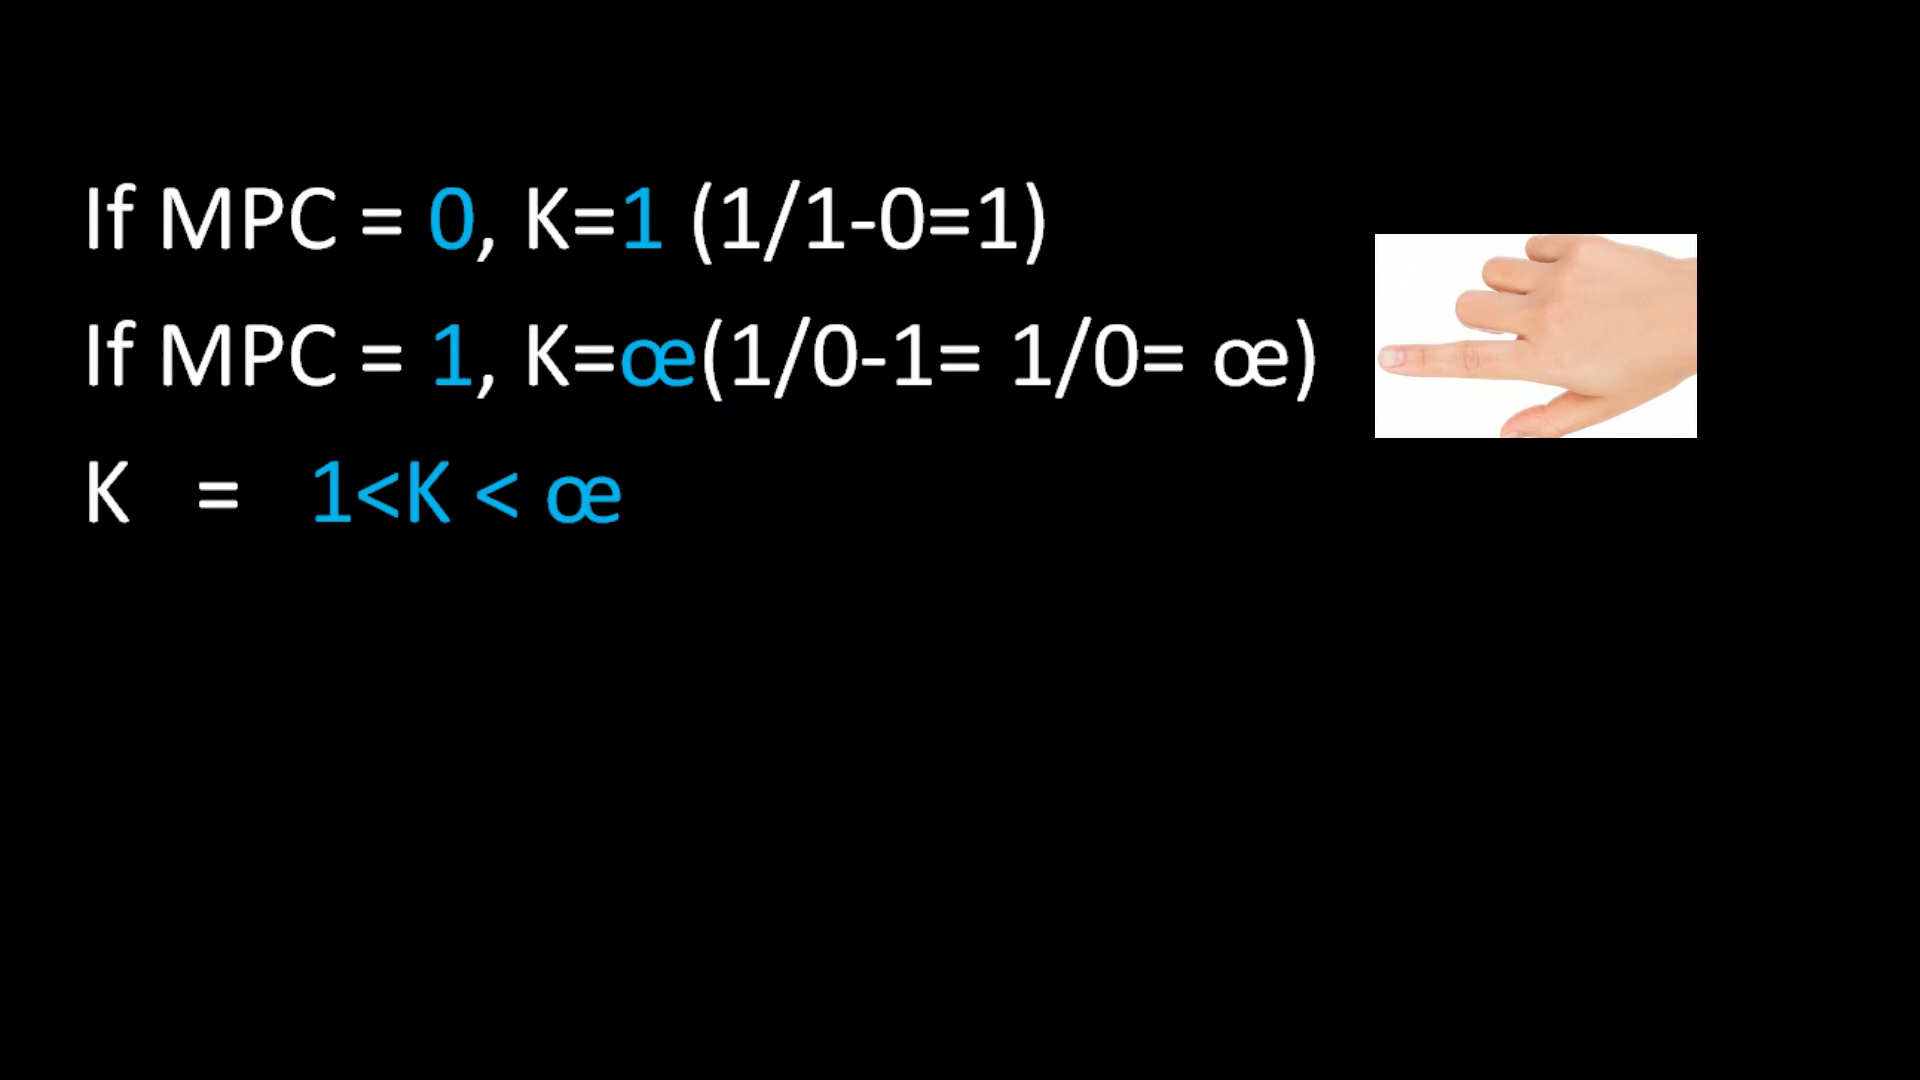 If MPC = 0, K=1 (1/1-0=1)
If MPC = 1, K=œ(1/0-1= 1/0= œ)
K = 1<K < œ